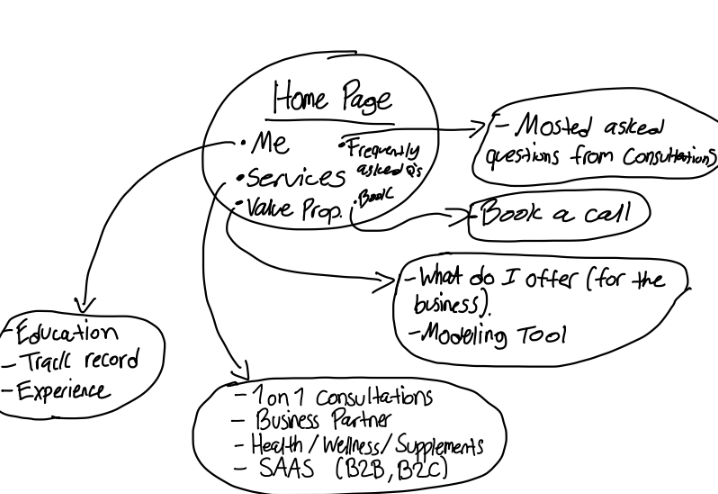 Home Page
• Me
• Frequently
asked Q's
• Services
• Value Prop.
• Book
- Mosted asked
questions from Consultations
- Book a call
- What do I offer (for the
business).
- Modeling Tool
- Education
- Track record
- Experience
- 1 on 1 Consultations
- Business Partner
- Health / Wellness / Supplements
- SAAS (B2B, B2C)